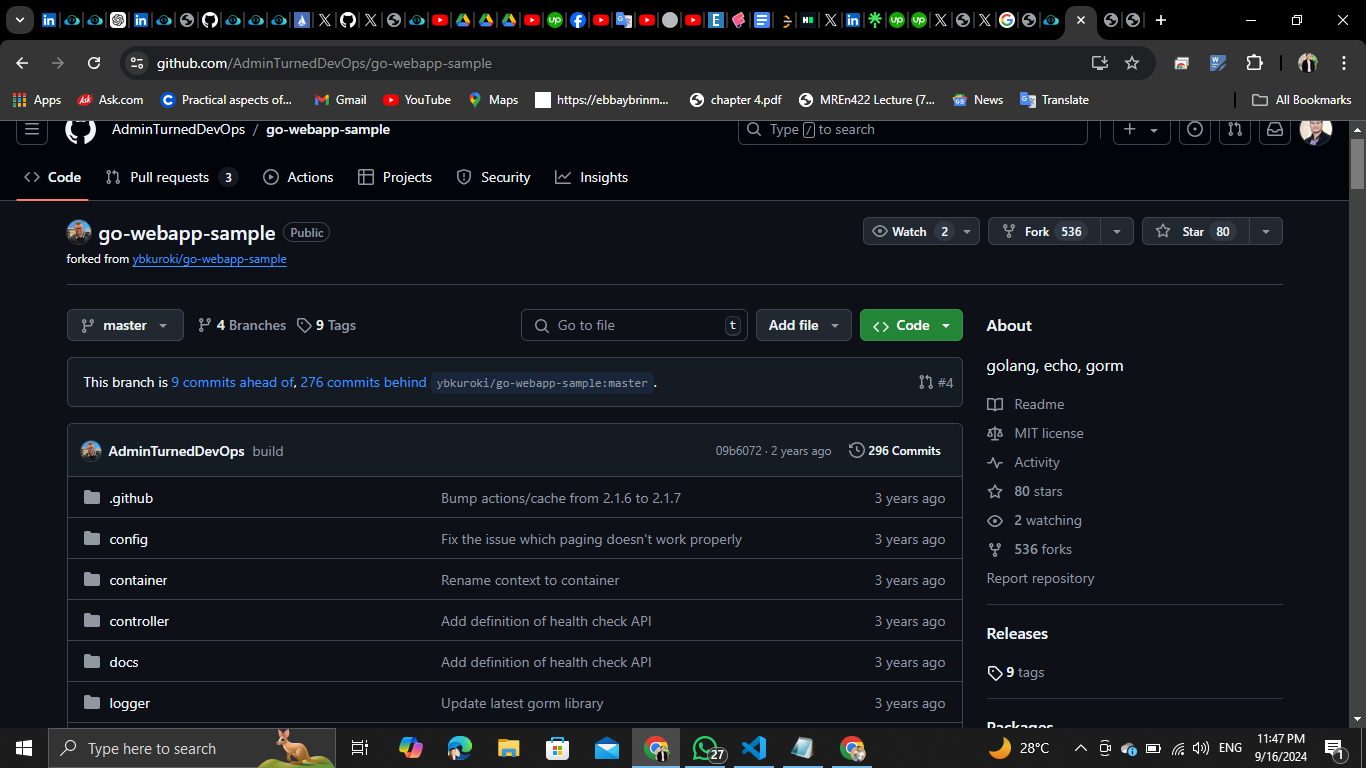 github.com/AdminTurnedDevOps/go-webapp-sample
Apps Ask.com Practical aspects of... Gmail YouTube Maps https://ebbaybrinm... chapter 4.pdf MREn422 Lecture (7... News Translate All Bookmarks
AdminTurnedDevOps / go-webapp-sample Type / to search
Code Pull requests 3 Actions Projects Security Insights
go-webapp-sample Public Watch 2 Fork 536 Star 80
forked from ybkuroki/go-webapp-sample
master 4 Branches 9 Tags Go to file t Add file Code About
golang, echo, gorm
This branch is 9 commits ahead of, 276 commits behind ybkuroki/go-webapp-sample:master . #4
Readme
MIT license
AdminTurnedDevOps build 09b6072 · 2 years ago 296 Commits
Activity
.github Bump actions/cache from 2.1.6 to 2.1.7 3 years ago
80 stars
2 watching
config Fix the issue which paging doesn't work properly 3 years ago
536 forks
container Rename context to container 3 years ago
Report repository
controller Add definition of health check API 3 years ago
Releases
docs Add definition of health check API 3 years ago
9 tags
logger Update latest gorm library 3 years ago
Packages
Type here to search 27 28°C ENG 11:47 PM
9/16/2024 1